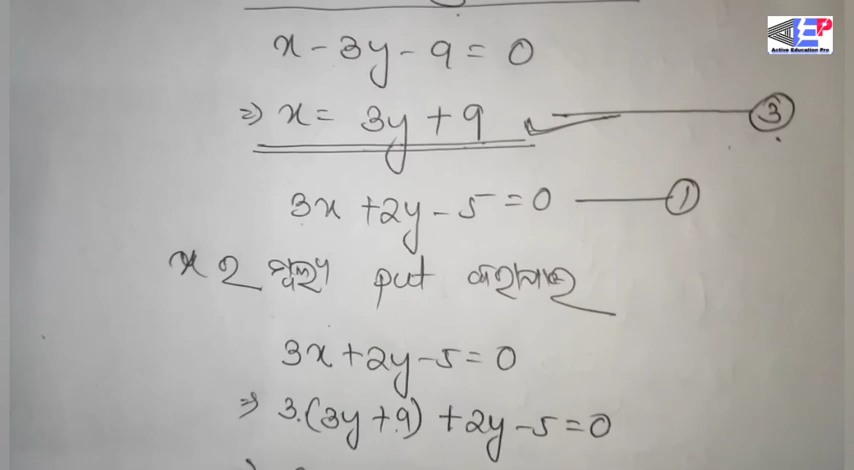 AEP
Active Education Pro
x - 3y - 9 = 0
⇒ x = 3y + 9 ③
3x + 2y - 5 = 0 ①
x ର ମୂଲ୍ୟ put
3x + 2y - 5 = 0
⇒ 3.(3y + 9) + 2y - 5 = 0